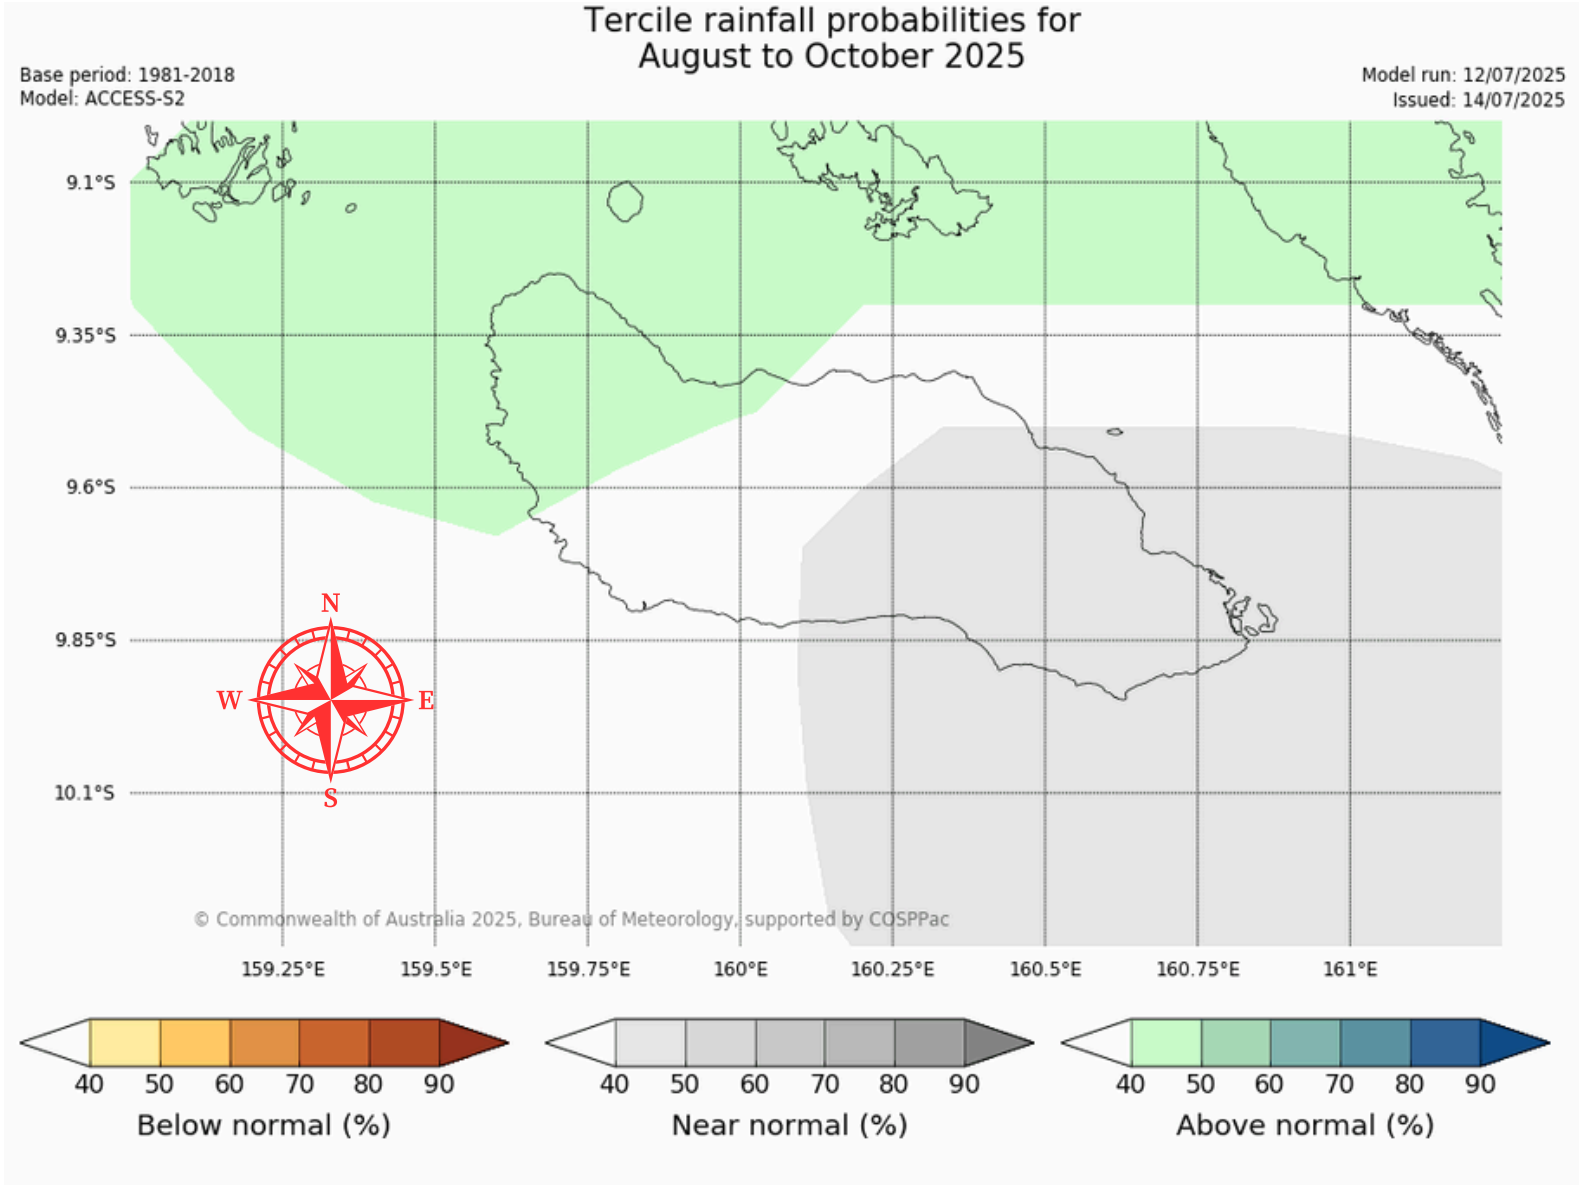 Tercile rainfall probabilities for
August to October 2025
Base period: 1981-2018
Model: ACCESS-S2
Model run: 12/07/2025
Issued: 14/07/2025
9.1°S
9.35°S
9.6°S
9.85°S
10.1°S
N
W E
S
© Commonwealth of Australia 2025, Bureau of Meteorology, supported by COSPPac
159.25°E 159.5°E 159.75°E 160°E 160.25°E 160.5°E 160.75°E 161°E
40 50 60 70 80 90
Below normal (%)
40 50 60 70 80 90
Near normal (%)
40 50 60 70 80 90
Above normal (%)